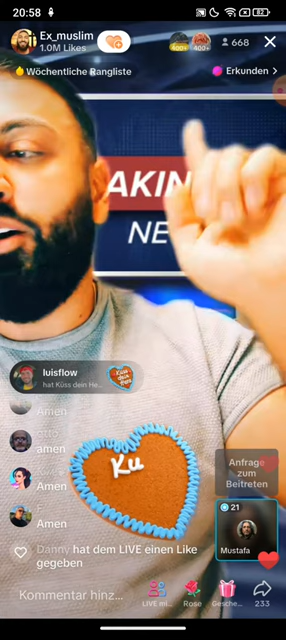 20:58
82
Ex_muslim
1.0M Likes
400+
400+
668
Wöchentliche Rangliste
Erkunden
AKIN
NE
luisflow
hat Küss dein He...
Amen
amen
Amen
Amen
Ku
Anfrage
zum
Beitreten
21
Mustafa
Danny hat dem LIVE einen Like
gegeben
Kommentar hinz...
LIVE mi...
Rose
Gesche...
233